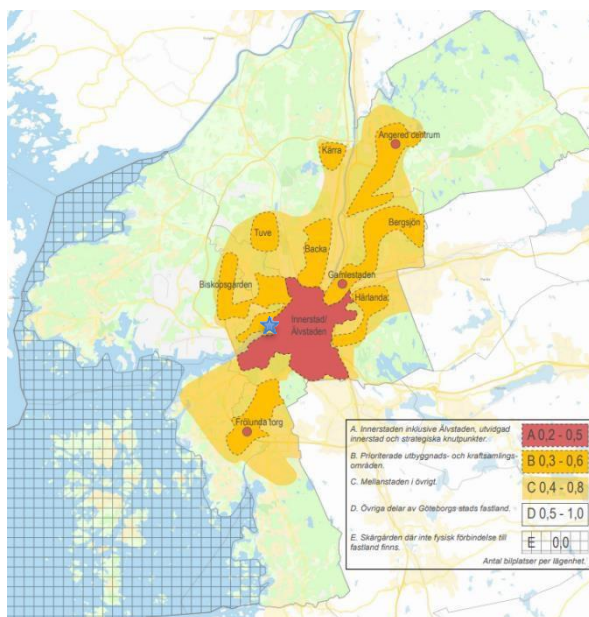 Kärra
Angered centrum
Bergsjön
Tuve
Backa
Biskopsgården
Gamlestaden
Härlanda
Innerstad/
Älvstaden
Frölunda torg
A. Innerstaden inklusive Älvstaden, utvidgad
innerstad och strategiska knutpunkter.
A 0,2 - 0,5
B. Prioriterade utbyggnads- och kraftsamlings-
områden.
B 0,3 - 0,6
C. Mellanstaden i övrigt.
C 0,4 - 0,8
D. Övriga delar av Göteborgs stads fastland.
D 0,5 - 1,0
E. Skärgården där inte fysisk förbindelse till
fastland finns.
E 0,0
Antal bilplatser per lägenhet.